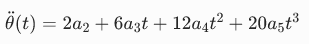 θ̈(t) = 2a₂ + 6a₃t + 12a₄t² + 20a₅t³